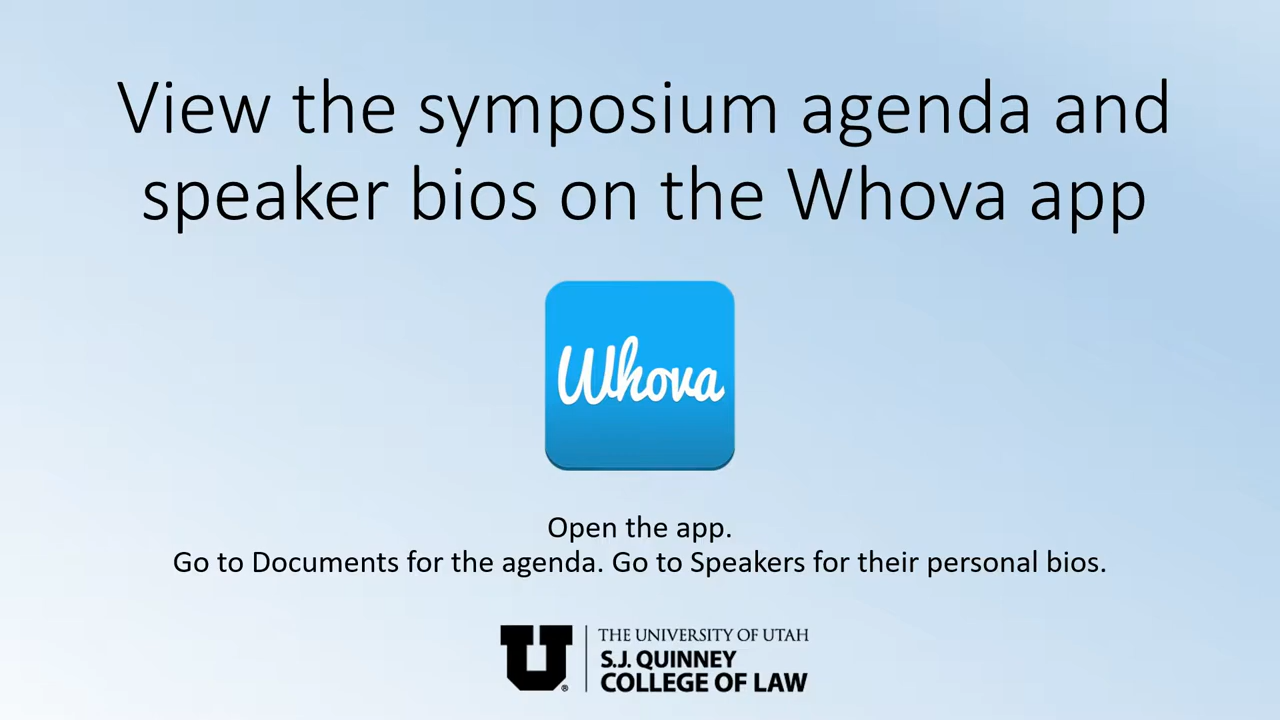 View the symposium agenda and
speaker bios on the Whova app
Whova
Open the app.
Go to Documents for the agenda. Go to Speakers for their personal bios.
U® THE UNIVERSITY OF UTAH
S.J. QUINNEY
COLLEGE OF LAW